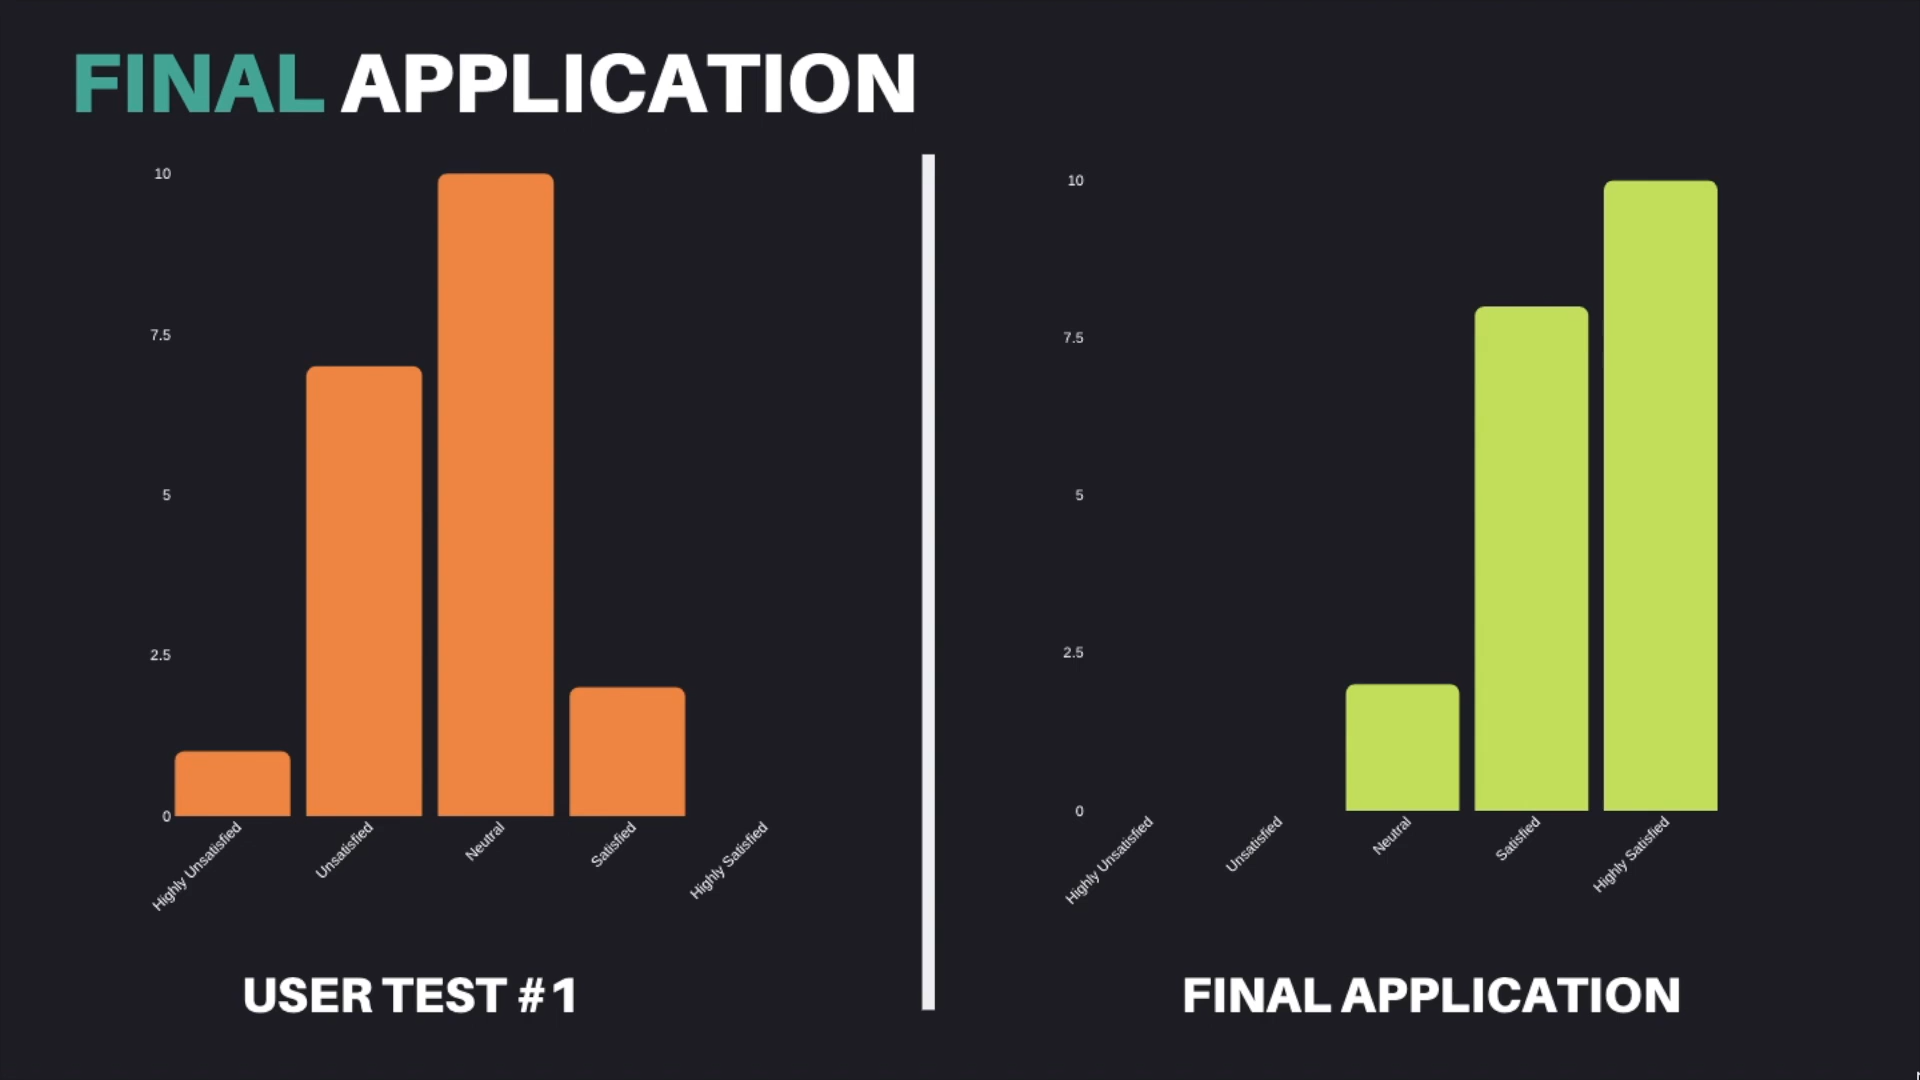 FINAL APPLICATION
10
7.5
5
2.5
0
Highly Unsatisfied
Unsatisfied
Neutral
Satisfied
Highly Satisfied
USER TEST #1
10
7.5
5
2.5
0
Highly Unsatisfied
Unsatisfied
Neutral
Satisfied
Highly Satisfied
FINAL APPLICATION